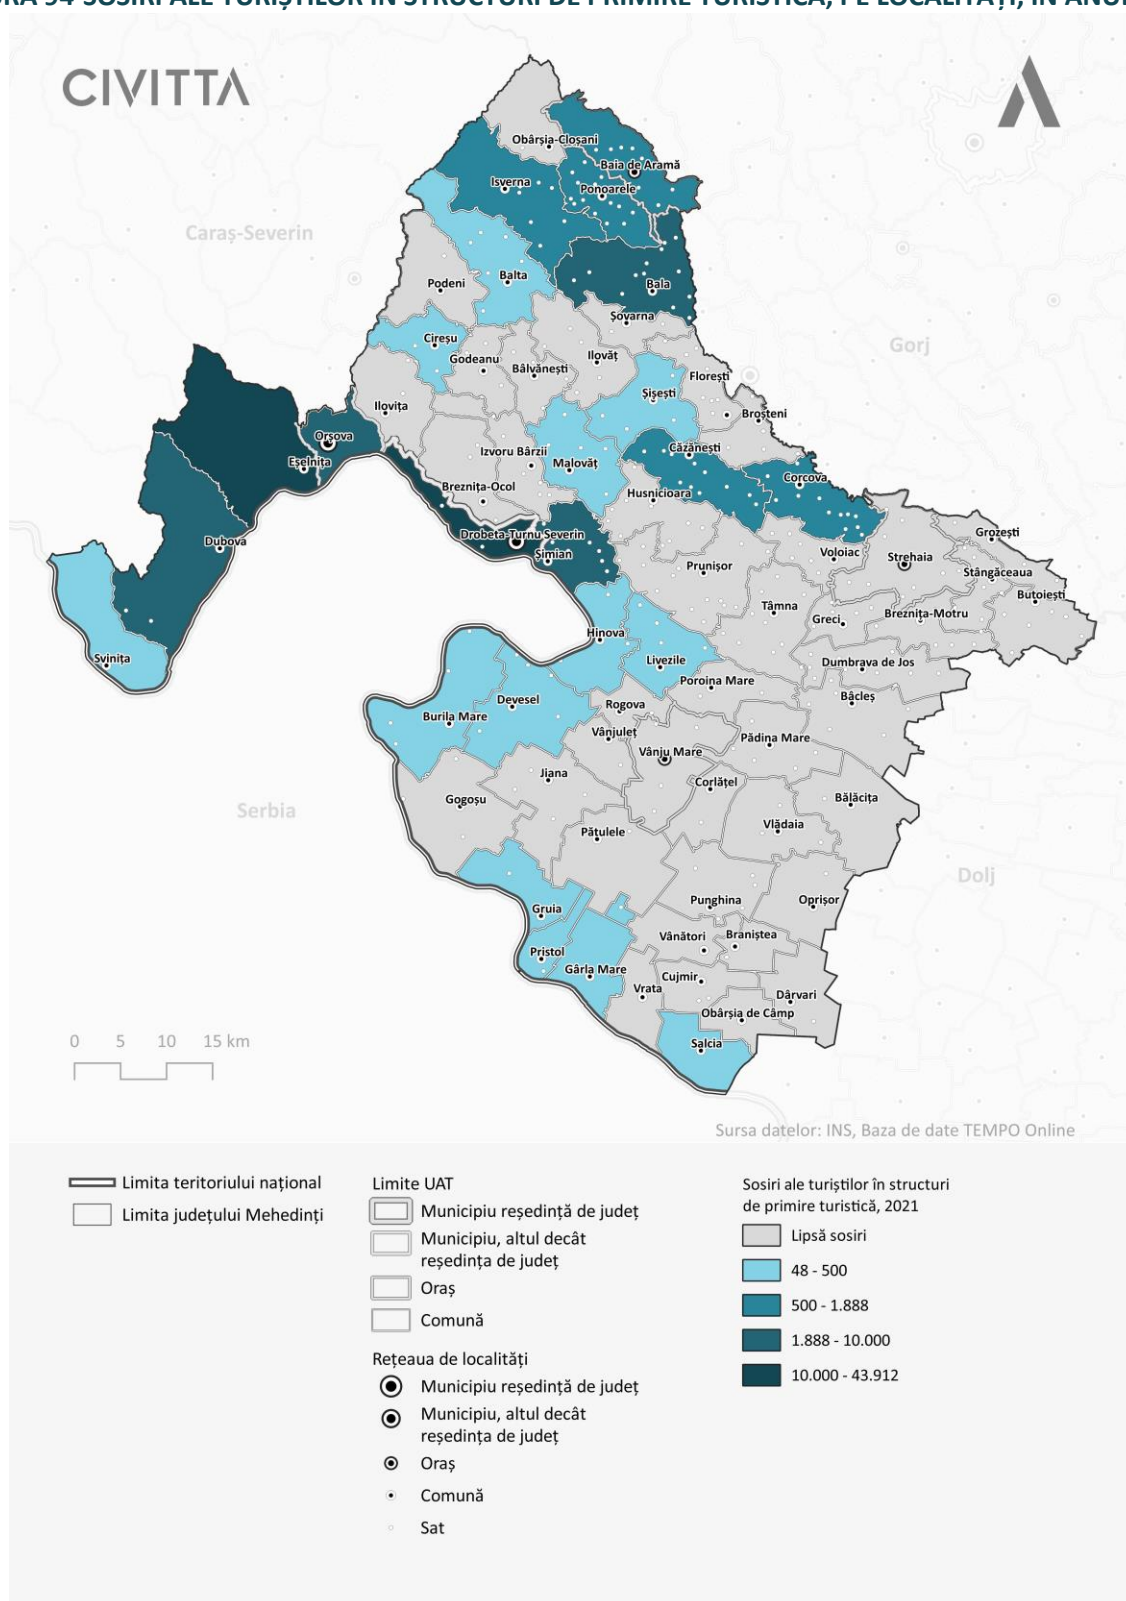 SOSIRI ALE TURIȘTILOR ÎN STRUCTURI DE PRIMIRE TURISTICĂ, PE LOCALITĂȚI, ÎN
CIVITTA
Obârșia-Cloșani
Baia de Aramă
Isverna
Ponoarele
Caraș-Severin
Balta
Podeni
Bala
Șovarna
Gorj
Cireșu
Godeanu
Ilovăț
Bâlvănești
Florești
Șișești
Ilovița
Broșteni
Orșova
Izvoru Bârzii
Căzănești
Eșelnița
Malovăț
Corcova
Breznița-Ocol
Husnicioara
Drobeta-Turnu Severin
Grozești
Dubova
Șimian
Voloiac
Strehaia
Prunișor
Stângăceaua
Butoiești
Tâmna
Greci
Breznița-Motru
Hinova
Svinița
Livezile
Dumbrava de Jos
Poroina Mare
Devesel
Rogova
Bâcleș
Burila Mare
Vânjuleț
Vânju Mare
Pădina Mare
Jiana
Corlățel
Gogoșu
Bălăcița
Serbia
Pătulele
Vlădaia
Dolj
Punghina
Oprișor
Gruia
Vânători
Braniștea
Pristol
Gârla Mare
Cujmir
Vrata
Dârvari
Obârșia de Câmp
Salcia
0 5 10 15 km
Sursa datelor: INS, Baza de date TEMPO Online
Limita teritoriului național
Limita județului Mehedinți
Limite UAT
Municipiu reședință de județ
Municipiu, altul decât
reședința de județ
Oraș
Comună
Rețeaua de localități
Municipiu reședință de județ
Municipiu, altul decât
reședința de județ
Oraș
Comună
Sat
Sosiri ale turiștilor în structuri
de primire turistică, 2021
Lipsă sosiri
48 - 500
500 - 1.888
1.888 - 10.000
10.000 - 43.912